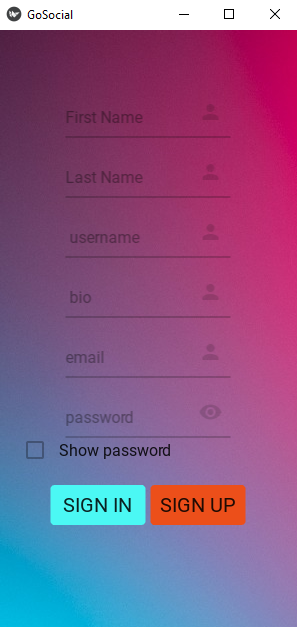 GoSocial
First Name
Last Name
username
bio
email
password
Show password
SIGN IN SIGN UP